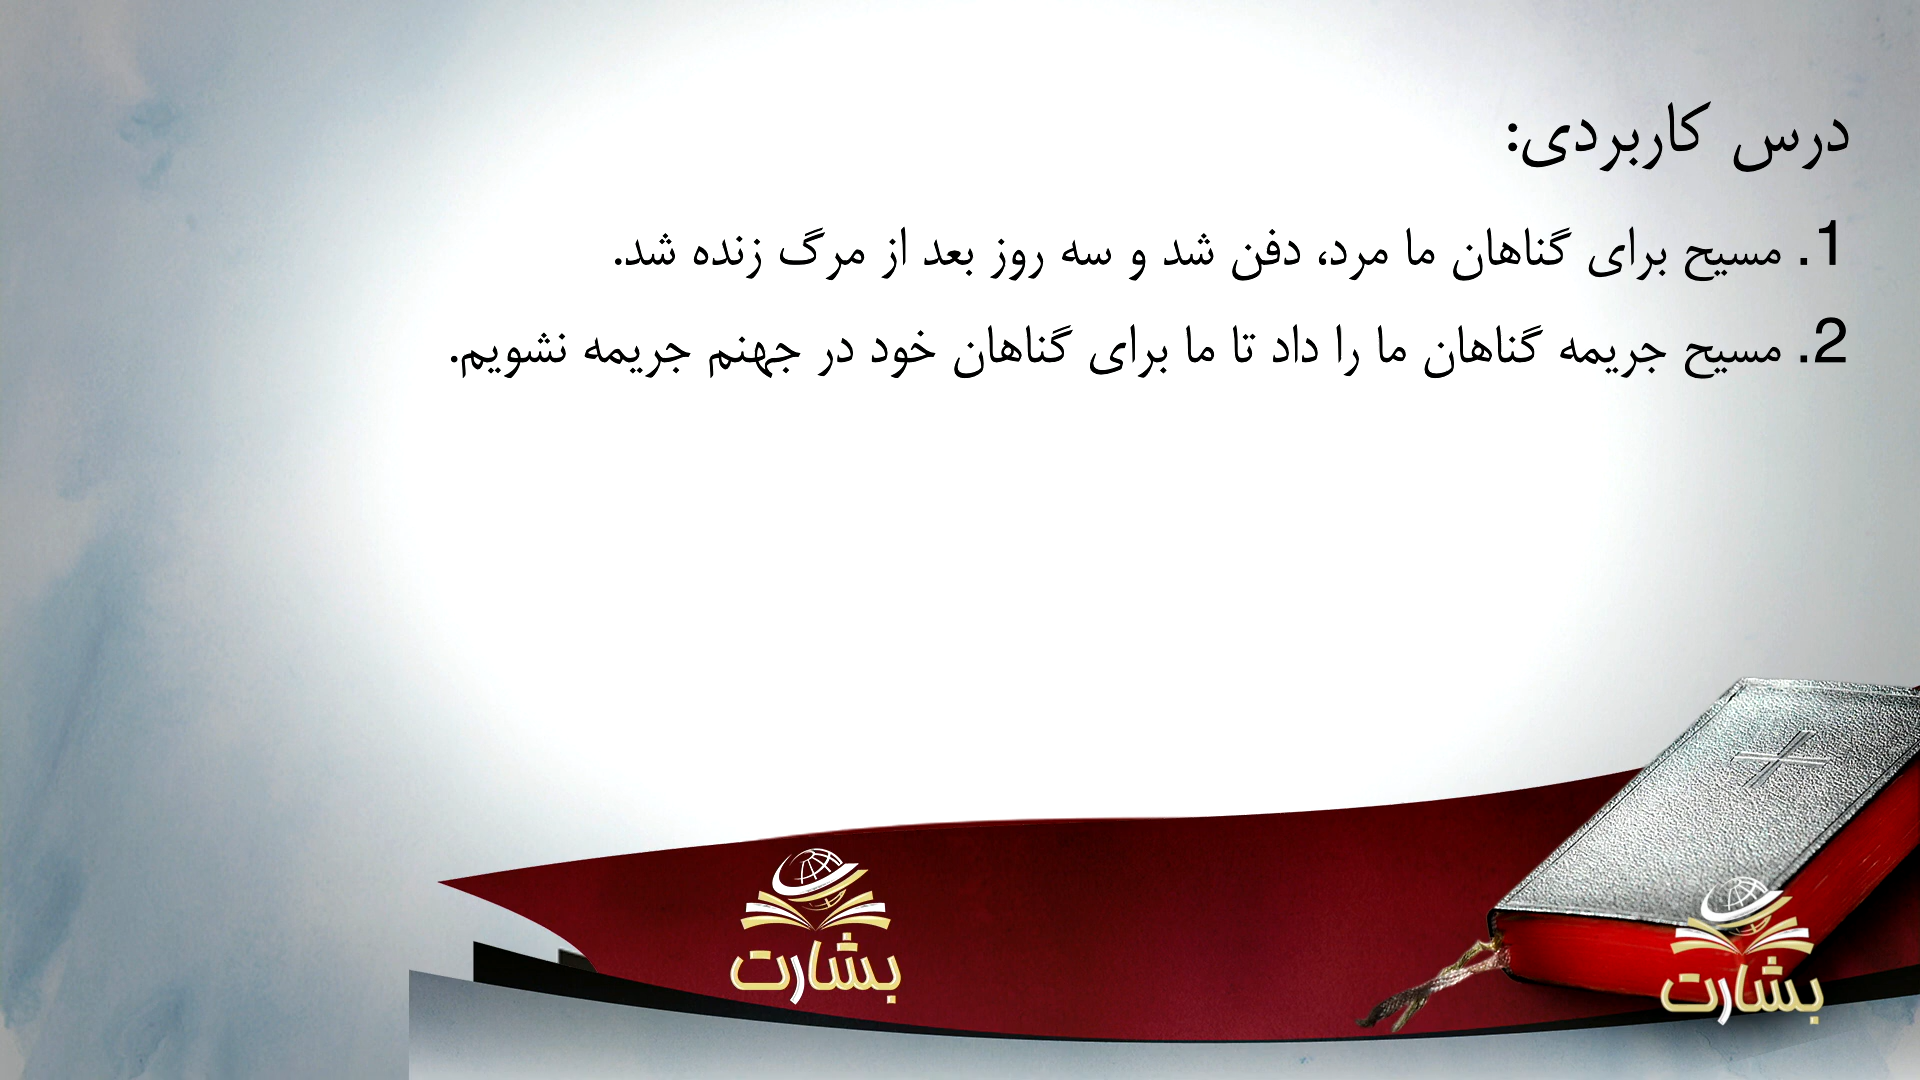 درس کاربردی:
1. مسیح برای گناهان ما مرد، دفن شد و سه روز بعد از مرگ زنده شد.
2. مسیح جریمه گناهان ما را داد تا ما برای گناهان خود در جهنم جریمه نشویم.
بشارت
بشارت